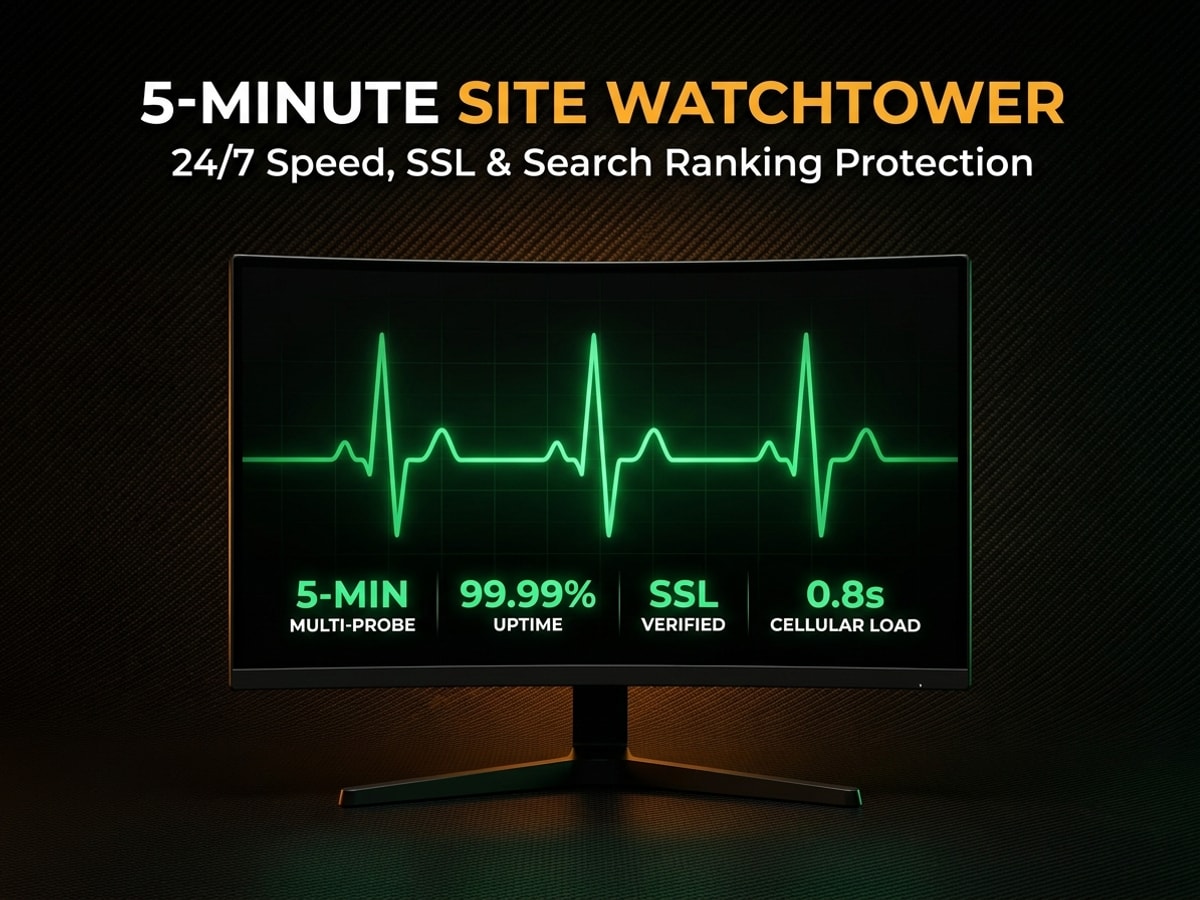 5-MINUTE SITE WATCHTOWER
24/7 Speed, SSL & Search Ranking Protection
5-MIN
MULTI-PROBE
99.99%
UPTIME
SSL
VERIFIED
0.8s
CELLULAR LOAD